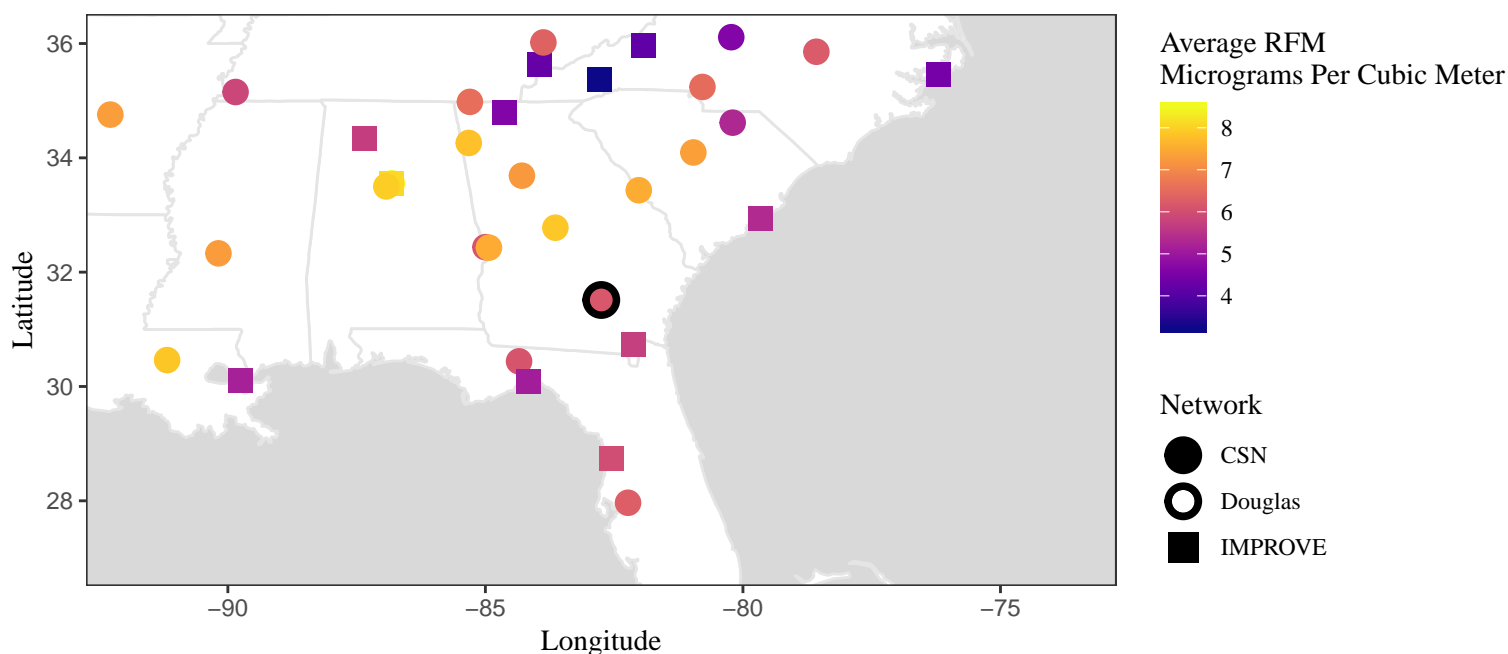 36
34
32
30
28
Latitude
−90
−85
−80
−75
Longitude
Average RFM
Micrograms Per Cubic Meter
8
7
6
5
4
Network
CSN
Douglas
IMPROVE